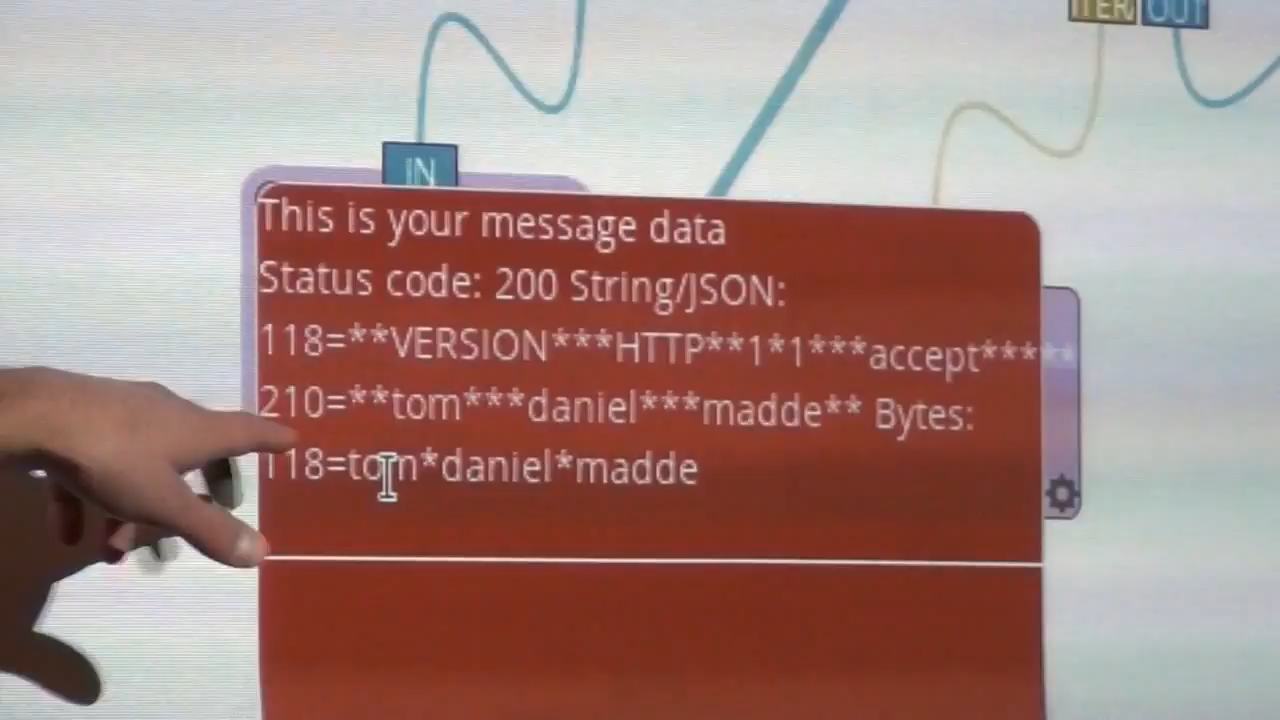 ITER OUT
IN
This is your message data
Status code: 200 String/JSON:
118=**VERSION***HTTP**1*1***accept*****
210=**tom***daniel***madde** Bytes:
118=tom*daniel*madde